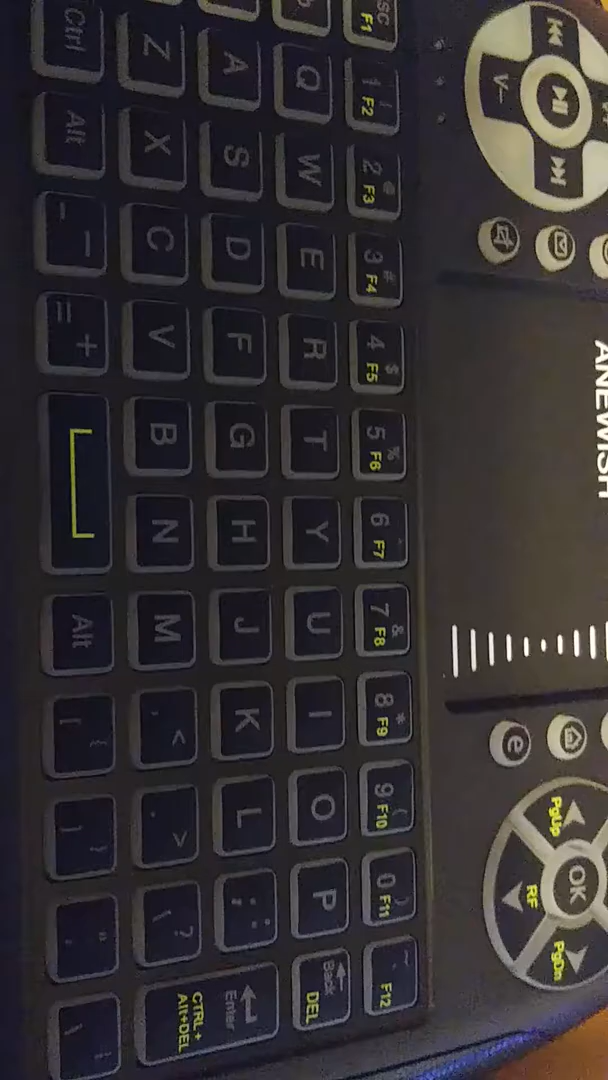 ANEWISH
V-
e
PgUp
OK
RF
PgDn
SC F1
1 F2
2 @ F3
3 # F4
4 $ F5
5 % F6
6 ^ F7
7 & F8
8 * F9
9 ( F10
0 ) F11
F12
Q W E R T Y U I O P Back DEL
A S D F G H J K L ; : Enter CTRL + Alt+DEL
Z X C V B N M , < . > ?
Ctrl Alt - _ = + Alt [ { ] }